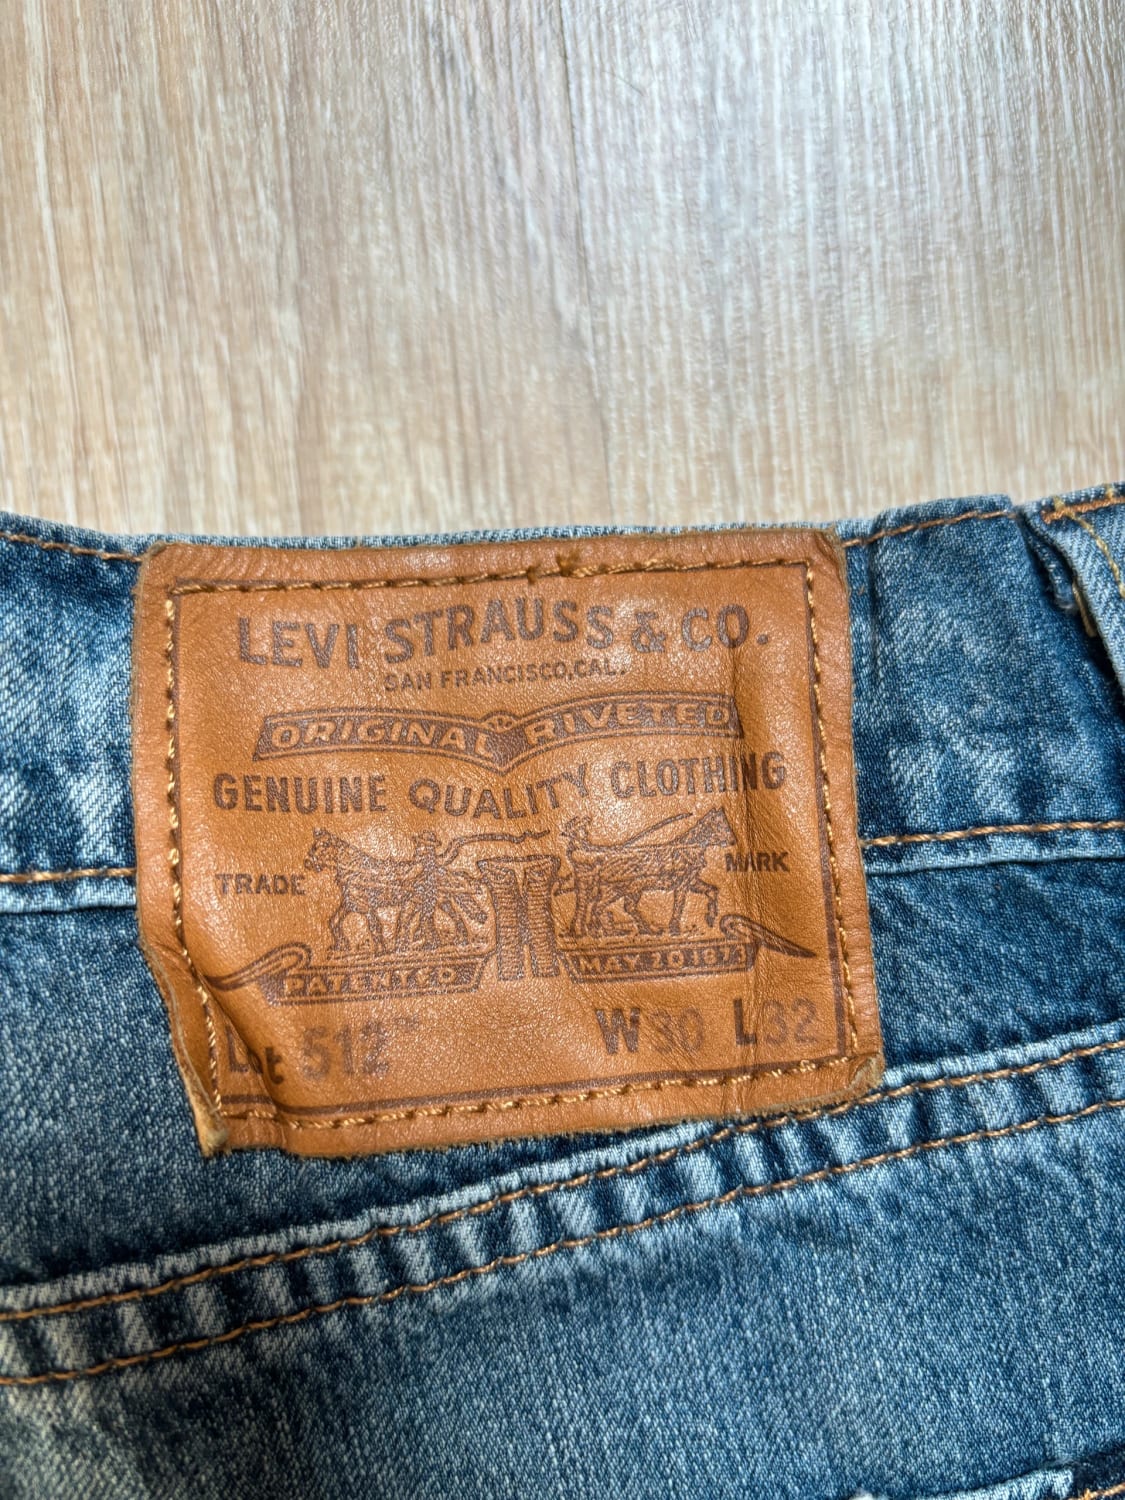 LEVI STRAUSS & CO.
SAN FRANCISCO, CAL.
ORIGINAL RIVETED
GENUINE QUALITY CLOTHING
TRADE MARK
PATENTED MAY 20 1873
Lot 512™ W30 L32